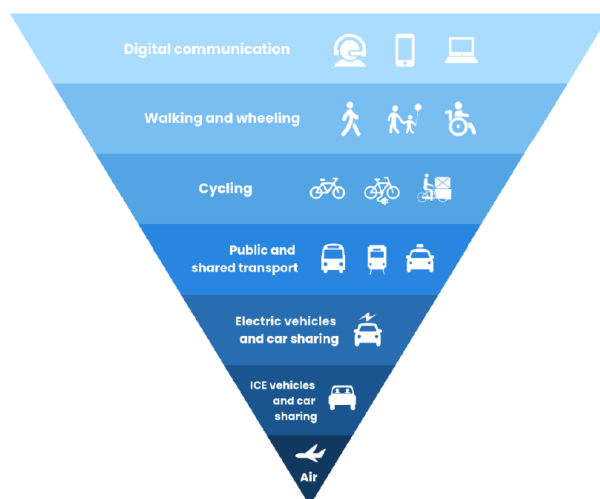 Digital communication
Walking and wheeling
Cycling
Public and
shared transport
Electric vehicles
and car sharing
ICE vehicles
and car
sharing
Air